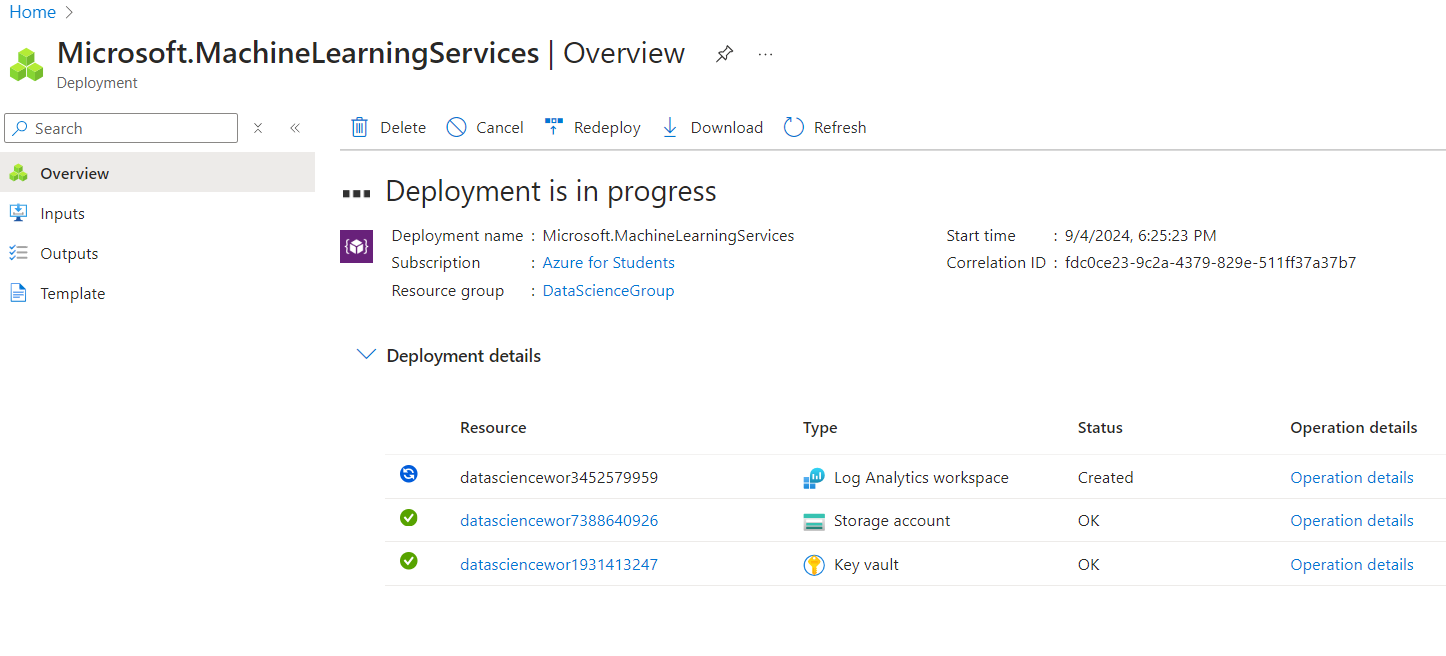 Home
Microsoft.MachineLearningServices | Overview
Deployment
Search
Delete Cancel Redeploy Download Refresh
Overview
Inputs
Outputs
Template
Deployment is in progress
Deployment name : Microsoft.MachineLearningServices Start time : 9/4/2024, 6:25:23 PM
Subscription : Azure for Students Correlation ID : fdc0ce23-9c2a-4379-829e-511ff37a37b7
Resource group : DataScienceGroup
Deployment details
Resource Type Status Operation details
datasciencewor3452579959 Log Analytics workspace Created Operation details
datasciencewor7388640926 Storage account OK Operation details
datasciencewor1931413247 Key vault OK Operation details